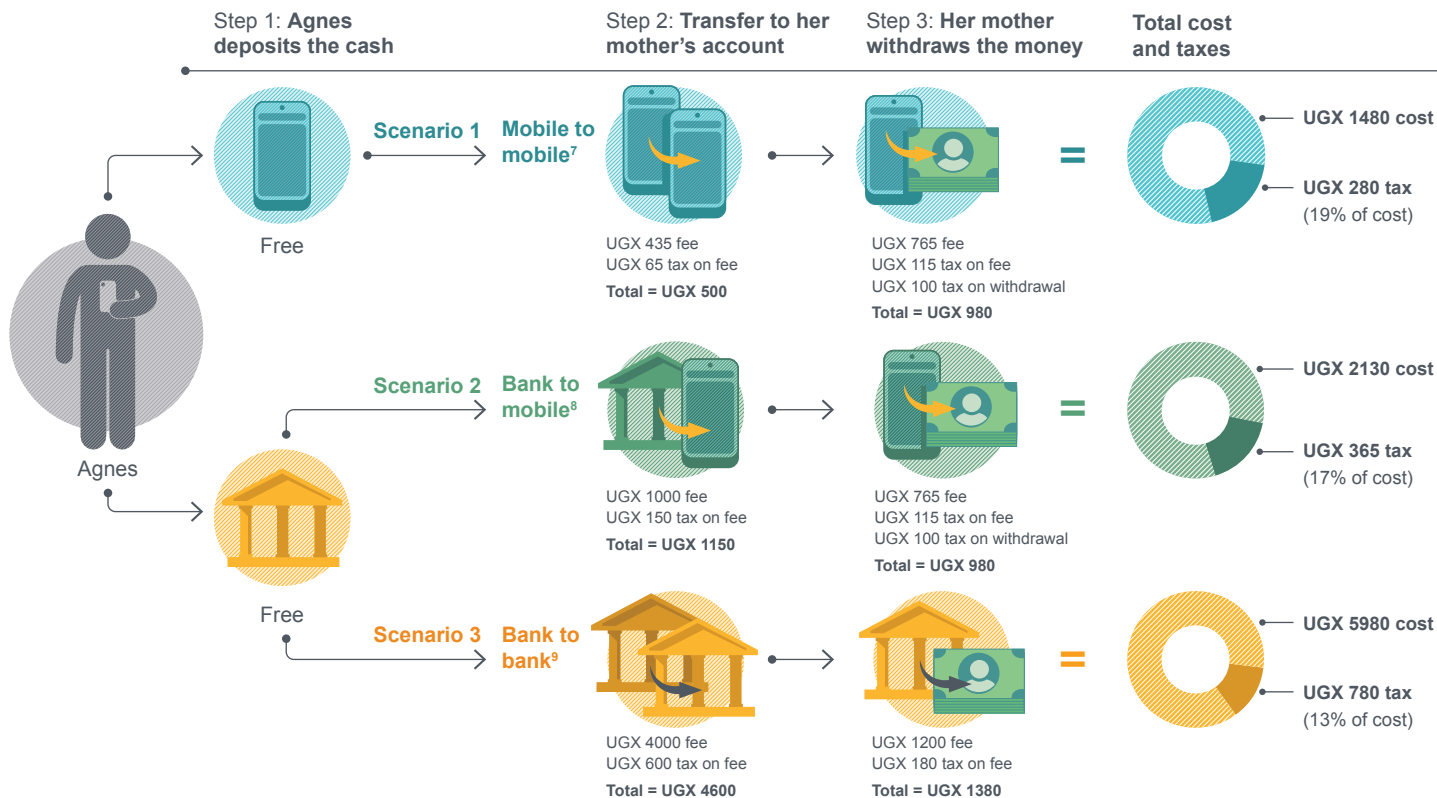 Step 1: Agnes
deposits the cash
Step 2: Transfer to her
mother's account
Step 3: Her mother
withdraws the money
Total cost
and taxes
Agnes
Free
Scenario 1
Mobile to
mobile⁷
UGX 435 fee
UGX 65 tax on fee
Total = UGX 500
UGX 765 fee
UGX 115 tax on fee
UGX 100 tax on withdrawal
Total = UGX 980
=
UGX 1480 cost
UGX 280 tax
(19% of cost)
Free
Scenario 2
Bank to
mobile⁸
UGX 1000 fee
UGX 150 tax on fee
Total = UGX 1150
UGX 765 fee
UGX 115 tax on fee
UGX 100 tax on withdrawal
Total = UGX 980
=
UGX 2130 cost
UGX 365 tax
(17% of cost)
Scenario 3
Bank to
bank⁹
UGX 4000 fee
UGX 600 tax on fee
Total = UGX 4600
UGX 1200 fee
UGX 180 tax on fee
Total = UGX 1380
=
UGX 5980 cost
UGX 780 tax
(13% of cost)